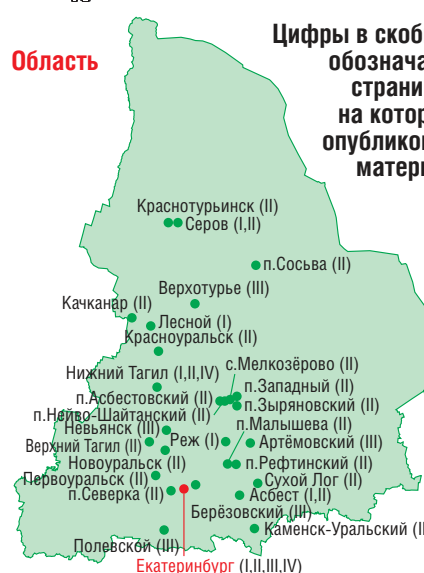 Область
Цифры в скоб
обознача
страни
на котор
опубликов
матери
Краснотурьинск (II)
Серов (I,II)
п.Сосьва (II)
Верхотурье (III)
Качканар (II)
Лесной (I)
Красноуральск (II)
с.Мелкозёрово (II)
Нижний Тагил (I,II,IV)
п.Западный (II)
п.Асбестовский (II)
п.Зыряновский (II)
п.Нейво-Шайтанский (II)
п.Малышева (II)
Невьянск (III)
Реж (I)
Артёмовский (III)
Верхний Тагил (II)
Новоуральск (II)
п.Рефтинский (II)
Первоуральск (II)
Сухой Лог (II)
п.Северка (II)
Асбест (I,II)
Берёзовский (III)
Каменск-Уральский (II
Полевской (III)
Екатеринбург (I,II,III,IV)